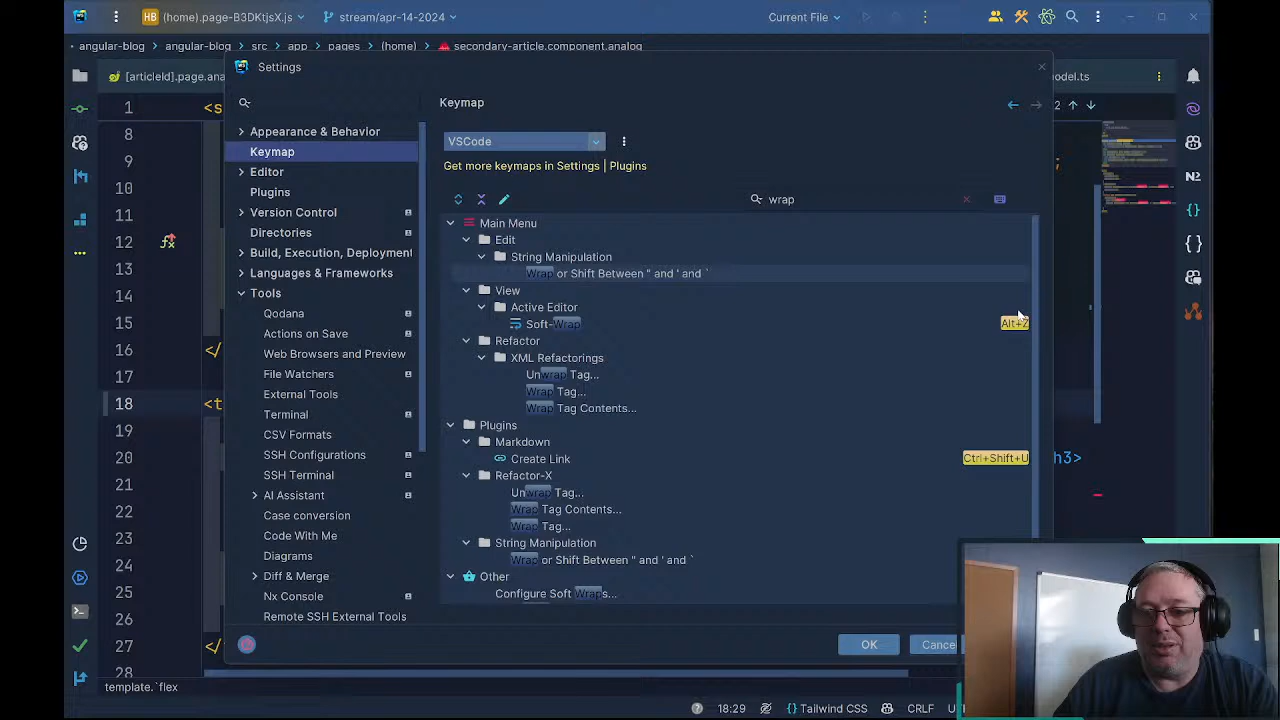 HB (home).page-B3DKtjsX.js
stream/apr-14-2024
Current File
angular-blog
angular-blog
src
app
pages
(home)
secondary-article.component.analog
[articleId].page.ana
Settings
odel.ts
Keymap
2
VSCode
Get more keymaps in Settings | Plugins
wrap
Appearance & Behavior
Keymap
Editor
Plugins
Version Control
Directories
Build, Execution, Deployment
Languages & Frameworks
Tools
Qodana
Actions on Save
Web Browsers and Preview
File Watchers
External Tools
Terminal
CSV Formats
SSH Configurations
SSH Terminal
AI Assistant
Case conversion
Code With Me
Diagrams
Diff & Merge
Nx Console
Remote SSH External Tools
Main Menu
Edit
String Manipulation
Wrap or Shift Between " and ' and `
View
Active Editor
Soft-Wrap
Alt+Z
Refactor
XML Refactorings
Unwrap Tag...
Wrap Tag...
Wrap Tag Contents...
Plugins
Markdown
Create Link
Ctrl+Shift+U
Refactor-X
Unwrap Tag...
Wrap Tag Contents...
Wrap Tag...
String Manipulation
Wrap or Shift Between " and ' and `
Other
Configure Soft Wraps...
OK
Cance
1 <s
8
9
10
11
12
13
14
15
16 </
17
18 <t
19
20
h3>
21
22
23
24
25
26
27 </
28
N2
template.`flex
18:29
{} Tailwind CSS
CRLF